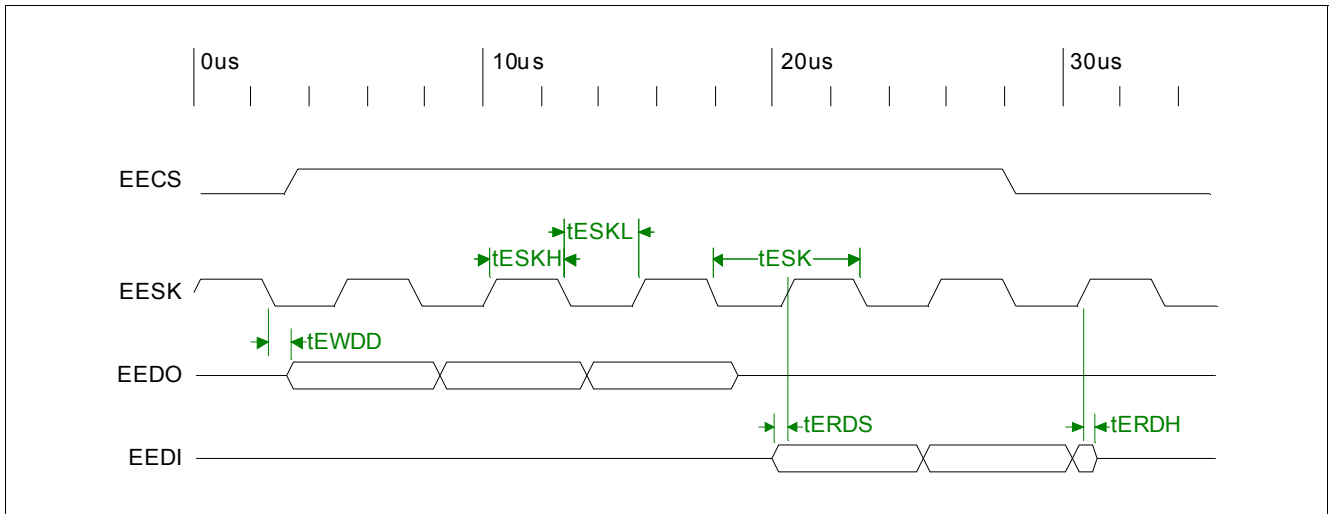 0us 10us 20us 30us
EECS
tESKL
tESKH tESK
EESK
tEWDD
EEDO
tERDS tERDH
EEDI